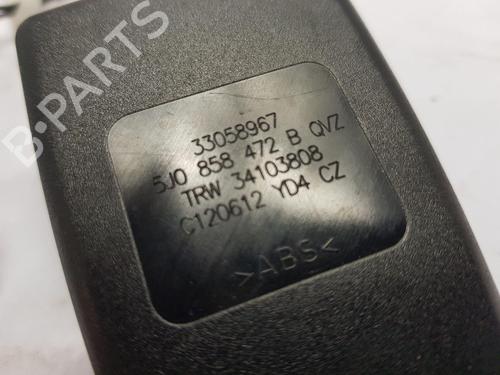 B-PARTS
33058967
5J0 858 472 B QVZ
TRW 34103808
C120612 YD4 CZ
>ABS<